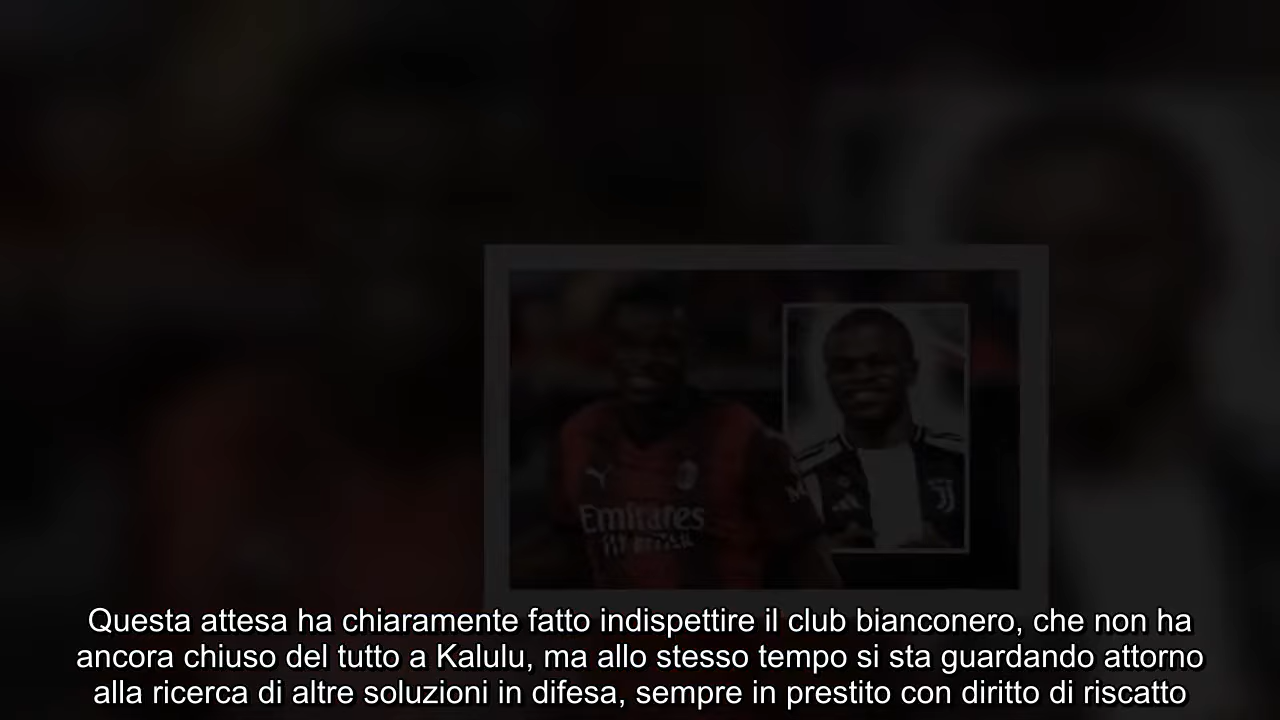 Emirates
Questa attesa ha chiaramente fatto indispettire il club bianconero, che non ha
ancora chiuso del tutto a Kalulu, ma allo stesso tempo si sta guardando attorno
alla ricerca di altre soluzioni in difesa, sempre in prestito con diritto di riscatto